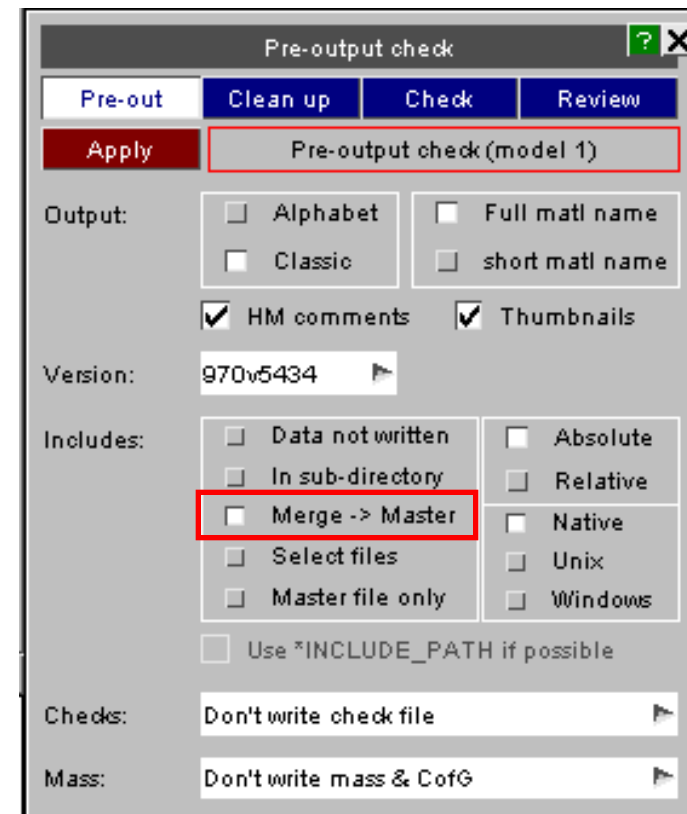 Pre-output check ? X
Pre-out Clean up Check Review
Apply Pre-output check (model 1)
Output: Alphabet Full matl name
Classic short matl name
HM comments Thumbnails
Version: 970v5434
Includes: Data not written Absolute
In sub-directory Relative
Merge -> Master Native
Select files Unix
Master file only Windows
Use *INCLUDE_PATH if possible
Checks: Don't write check file
Mass: Don't write mass & CofG